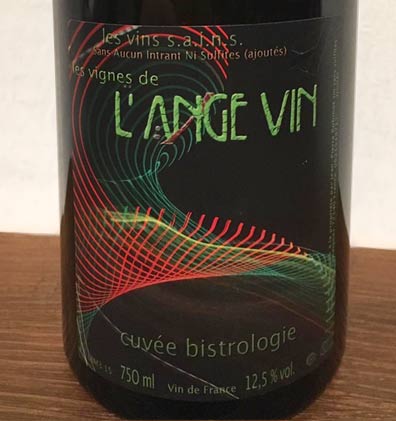 les vins s.a.i.n.s.
Sans Aucun Intrant Ni Sulfites (ajoutés)
les vignes de
L'ANGE VIN
cuvée bistrologie
750 ml
Vin de France
12,5 % vol.